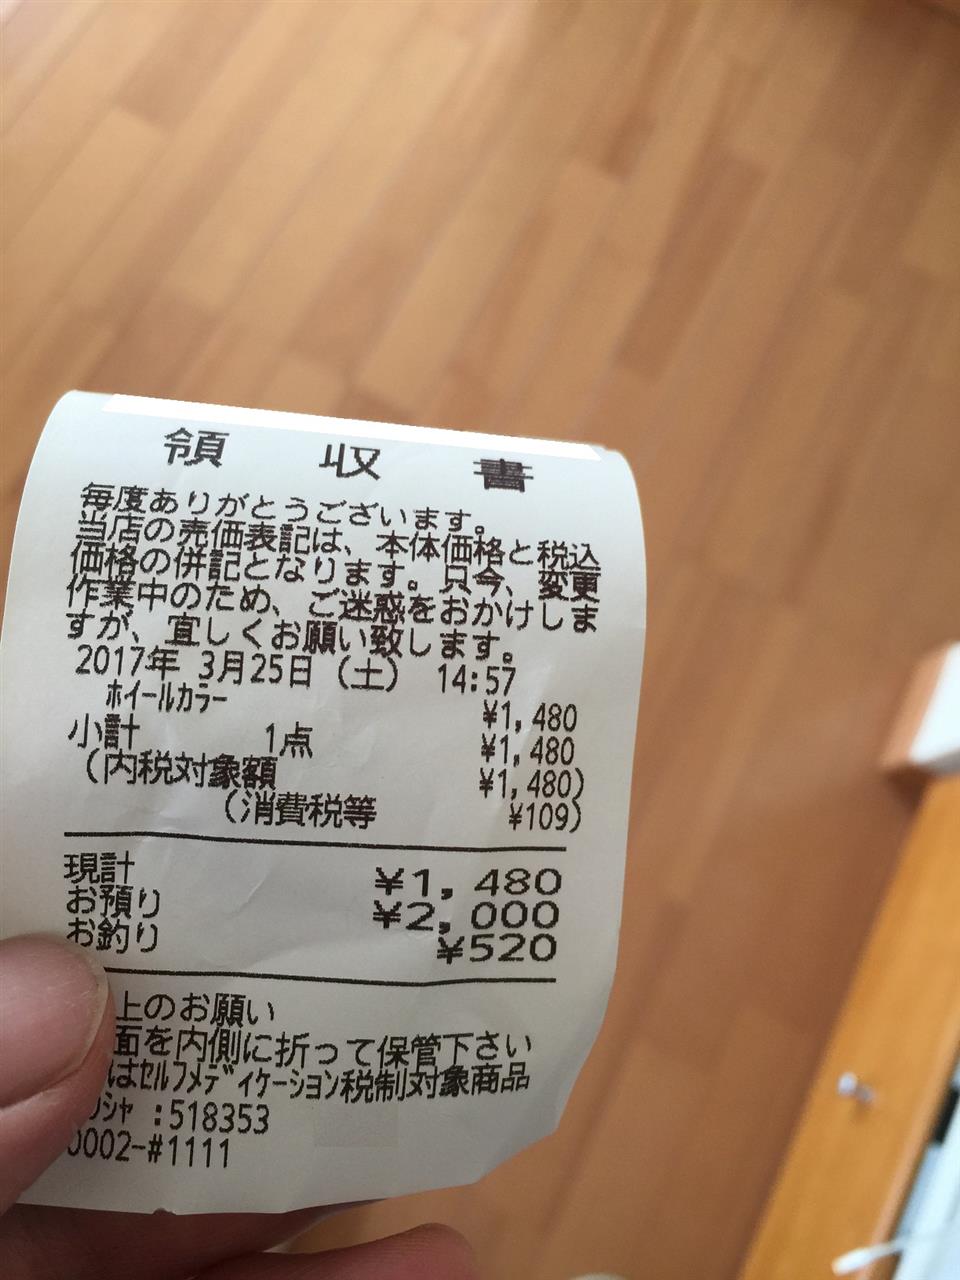 領収書
毎度ありがとうございます。
当店の売価表記は、本体価格と税込
価格の併記となります。只今、変更
作業中のため、ご迷惑をおかけしま
すが、宜しくお願い致します。
2017年 3月25日（土） 14:57
ﾎｲｰﾙｶﾗｰ ¥1,480
小計 1点 ¥1,480
（内税対象額 ¥1,480）
（消費税等 ¥109）
現計 ¥1,480
お預り ¥2,000
お釣り ¥520
上のお願い
面を内側に折って保管下さい
はｾﾙﾌﾒﾃﾞｨｹｰｼｮﾝ税制対象商品
ｼｬ :518353
0002-#1111